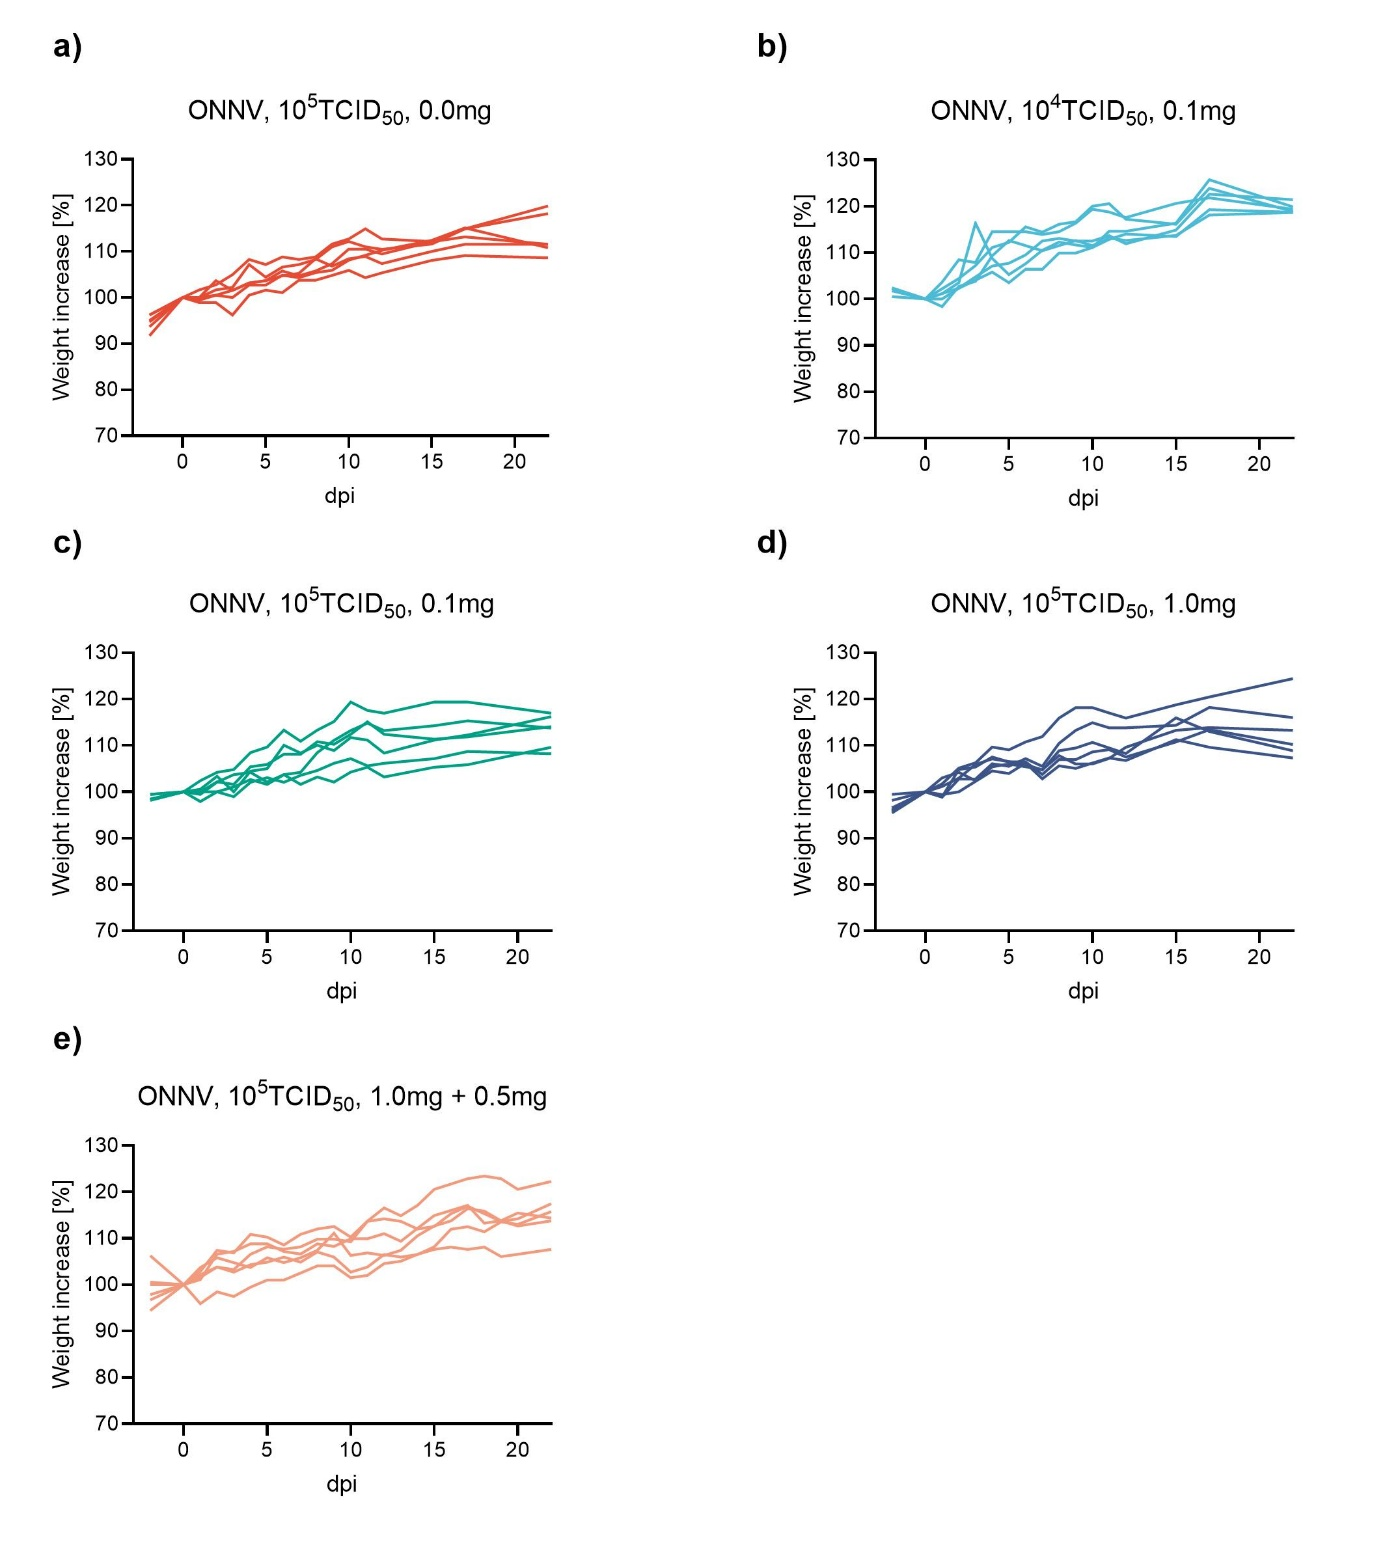 a)
ONNV, 10⁵TCID₅₀, 0.0mg
130
120
110
100
90
80
70
Weight increase [%]
0 5 10 15 20
dpi
b)
ONNV, 10⁴TCID₅₀, 0.1mg
130
120
110
100
90
80
70
Weight increase [%]
0 5 10 15 20
dpi
c)
ONNV, 10⁵TCID₅₀, 0.1mg
130
120
110
100
90
80
70
Weight increase [%]
0 5 10 15 20
dpi
d)
ONNV, 10⁵TCID₅₀, 1.0mg
130
120
110
100
90
80
70
Weight increase [%]
0 5 10 15 20
dpi
e)
ONNV, 10⁵TCID₅₀, 1.0mg + 0.5mg
130
120
110
100
90
80
70
Weight increase [%]
0 5 10 15 20
dpi